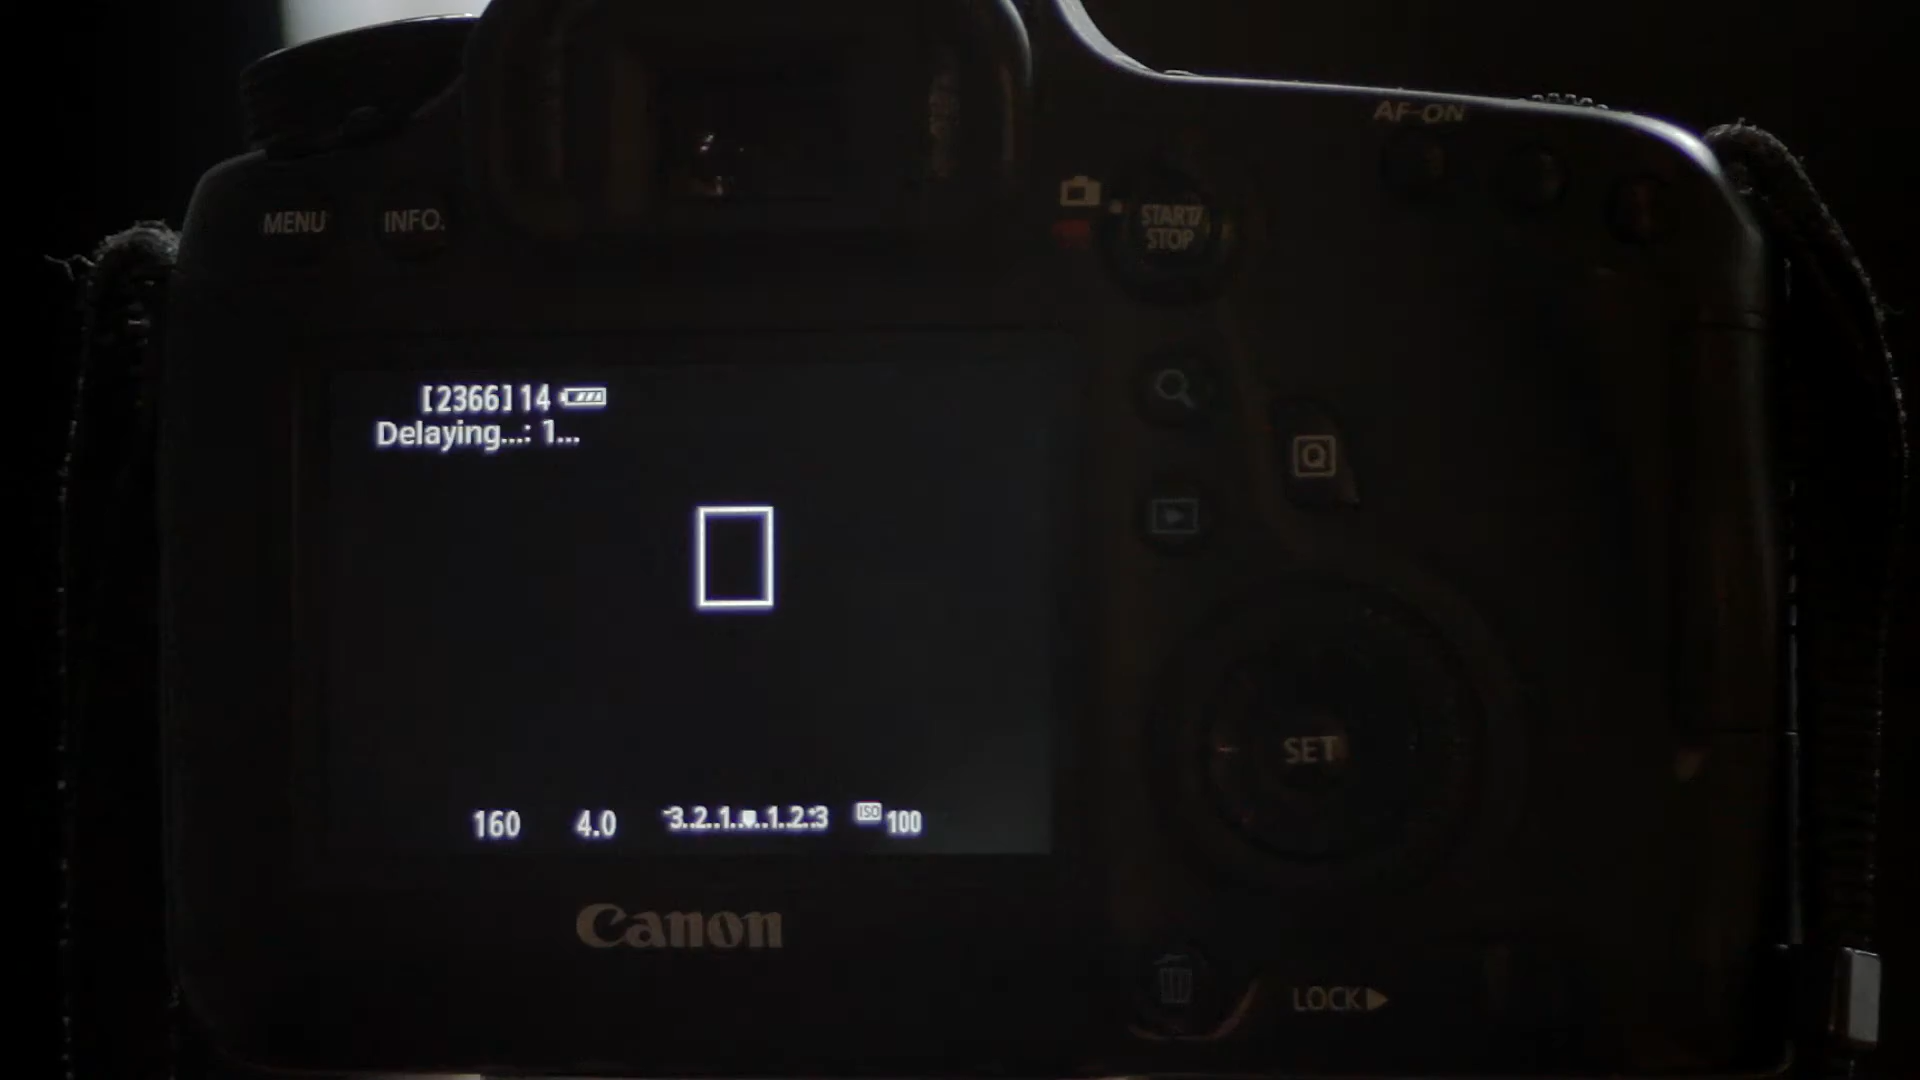 AF-ON
MENU INFO. START/
STOP
[2366] 14
Delaying...: 1...
Q
SET
160 4.0 -3..2..1....1..2..+3 ISO 100
Canon
LOCK